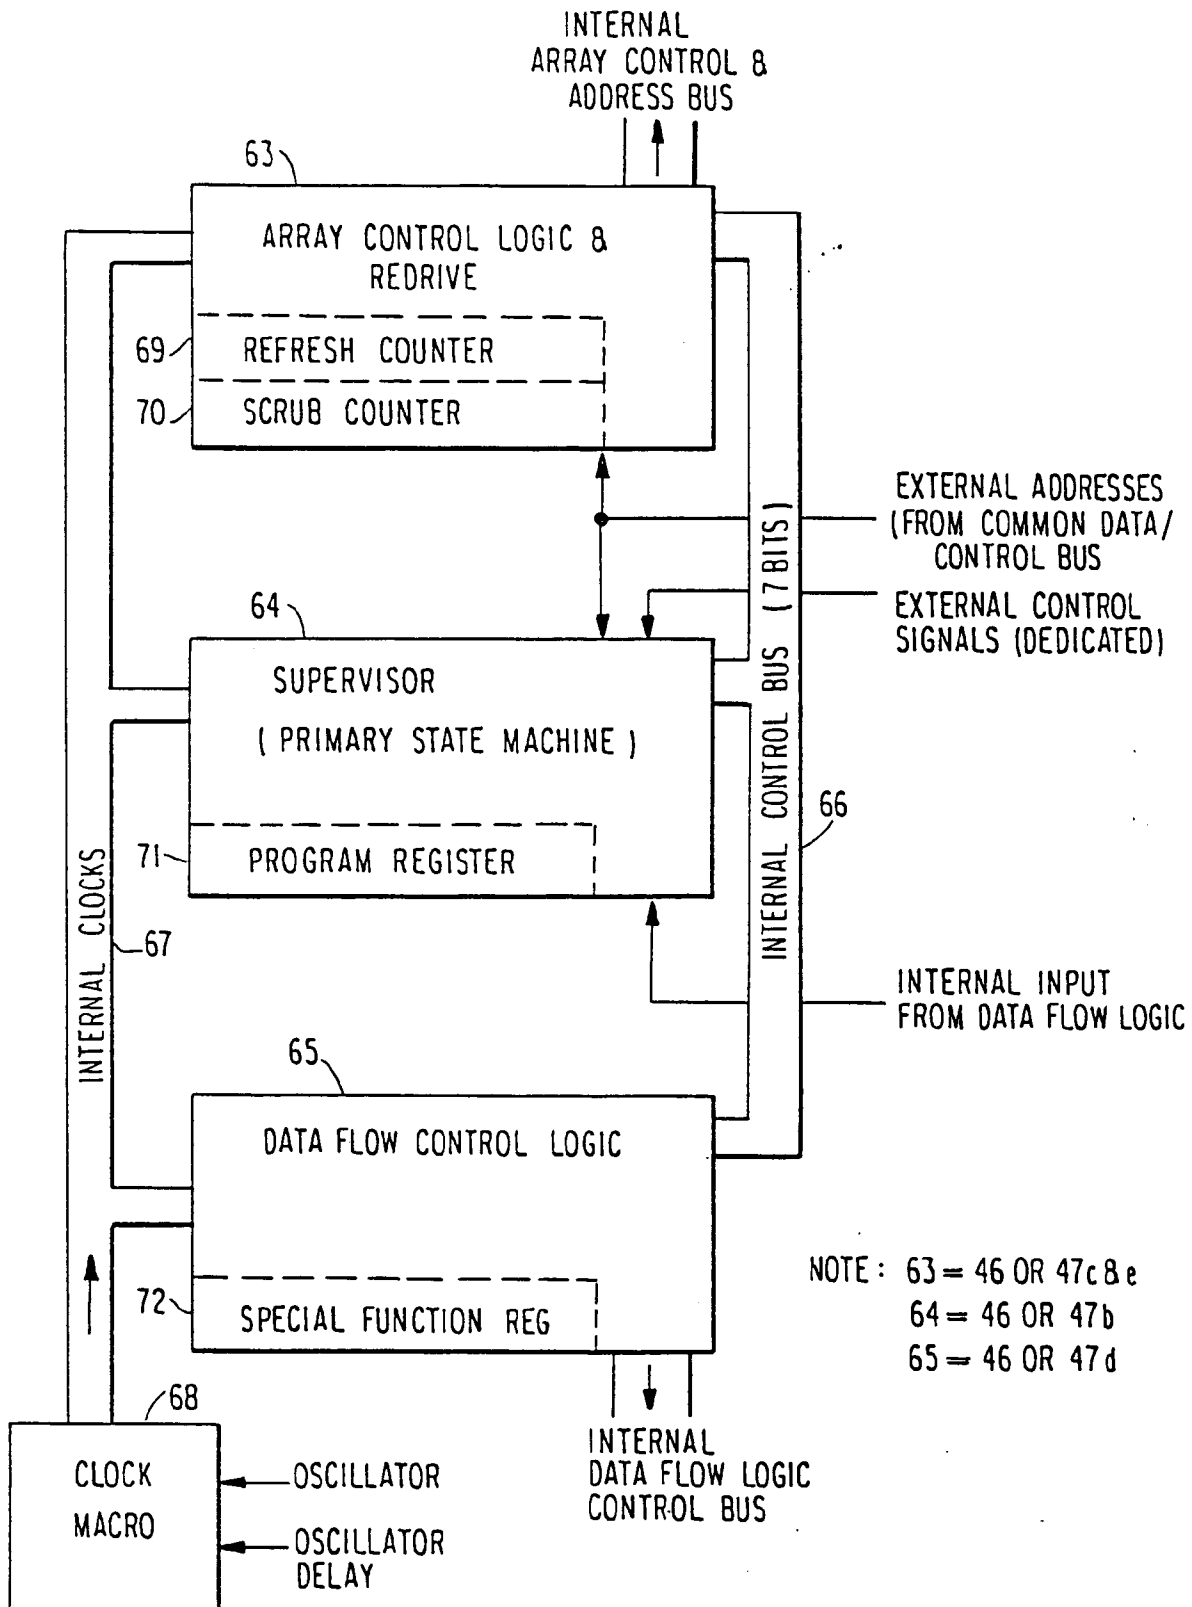 INTERNAL
ARRAY CONTROL &
ADDRESS BUS
63
ARRAY CONTROL LOGIC &
REDRIVE
69
REFRESH COUNTER
70
SCRUB COUNTER
EXTERNAL ADDRESSES
(FROM COMMON DATA/
CONTROL BUS
EXTERNAL CONTROL
SIGNALS (DEDICATED)
64
SUPERVISOR
( PRIMARY STATE MACHINE )
71
PROGRAM REGISTER
INTERNAL CONTROL BUS ( 7 BITS )
66
INTERNAL CLOCKS
67
INTERNAL INPUT
FROM DATA FLOW LOGIC
65
DATA FLOW CONTROL LOGIC
72
SPECIAL FUNCTION REG
NOTE : 63 = 46 OR 47c & e
64 = 46 OR 47b
65 = 46 OR 47d
68
CLOCK
MACRO
OSCILLATOR
OSCILLATOR
DELAY
INTERNAL
DATA FLOW LOGIC
CONTROL BUS